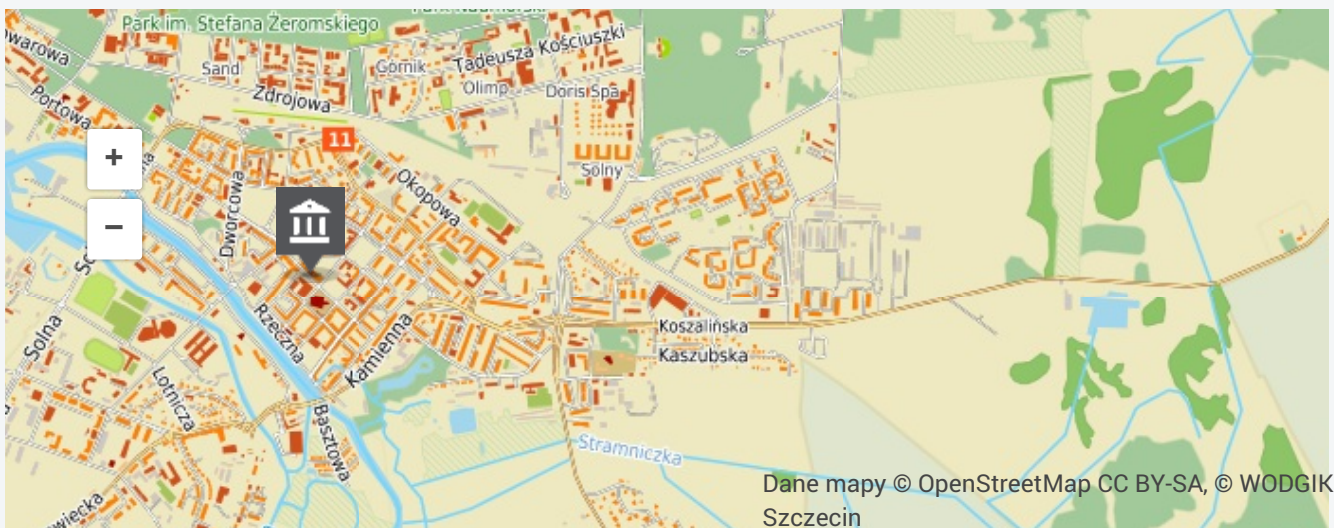 Park im. Stefana Żeromskiego
Tadeusza Kościuszki
Sand
Górnik
Olimp
Doris Spa
Zdrojowa
Portowa
11
Solny
Okopowa
Dworcowa
+
−
Rzeczna
Kamienna
Koszalińska
Kaszubska
Solna
Lotnicza
Basztowa
Stramniczka
Dane mapy © OpenStreetMap CC BY-SA, © WODGIK
Szczecin